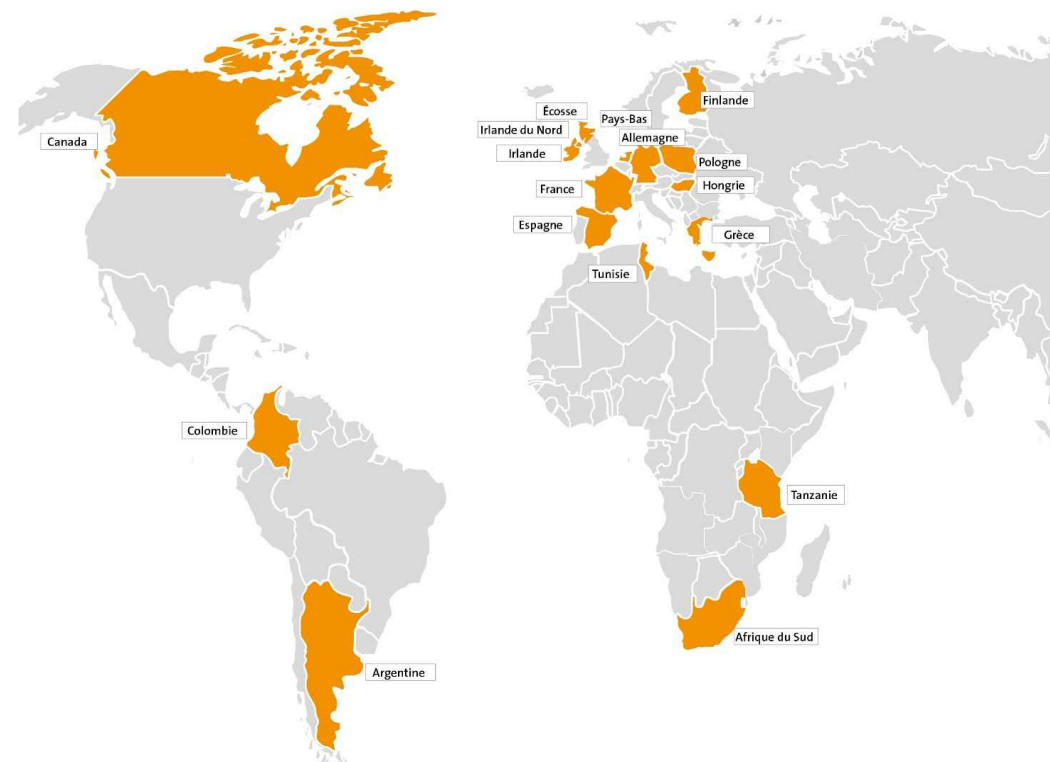 Finlande
Écosse
Pays-Bas
Irlande du Nord
Allemagne
Canada
Irlande
Pologne
France
Hongrie
Espagne
Grèce
Tunisie
Colombie
Tanzanie
Afrique du Sud
Argentine